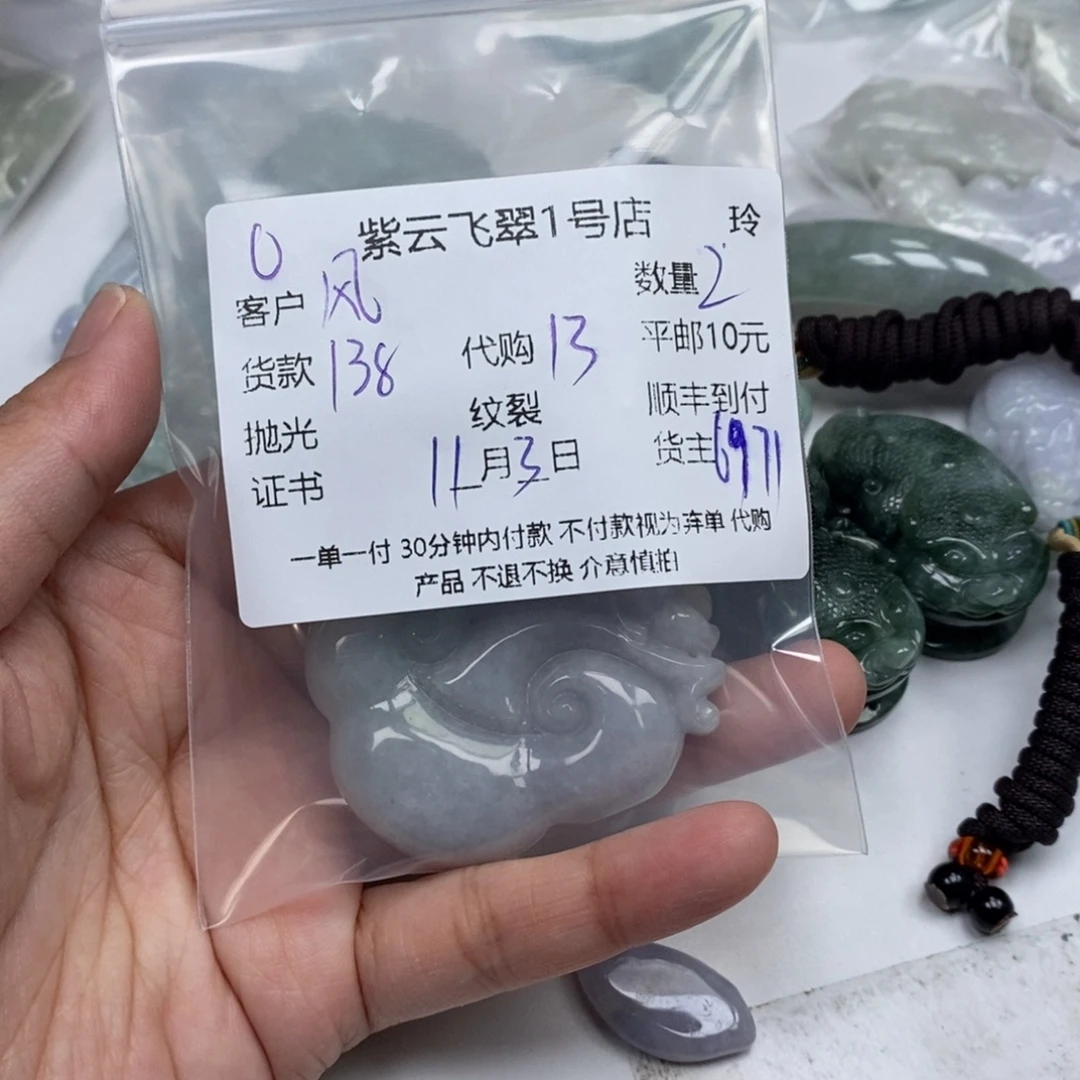 0 紫云飞翠1号店 玲
客户 风 数量 2
货款 138 代购 13 平邮10元
抛光 纹裂 顺丰到付
证书 11月3日 货主 6971
一单一付 30分钟内付款 不付款视为弃单 代购
产品 不退不换 介意慎拍